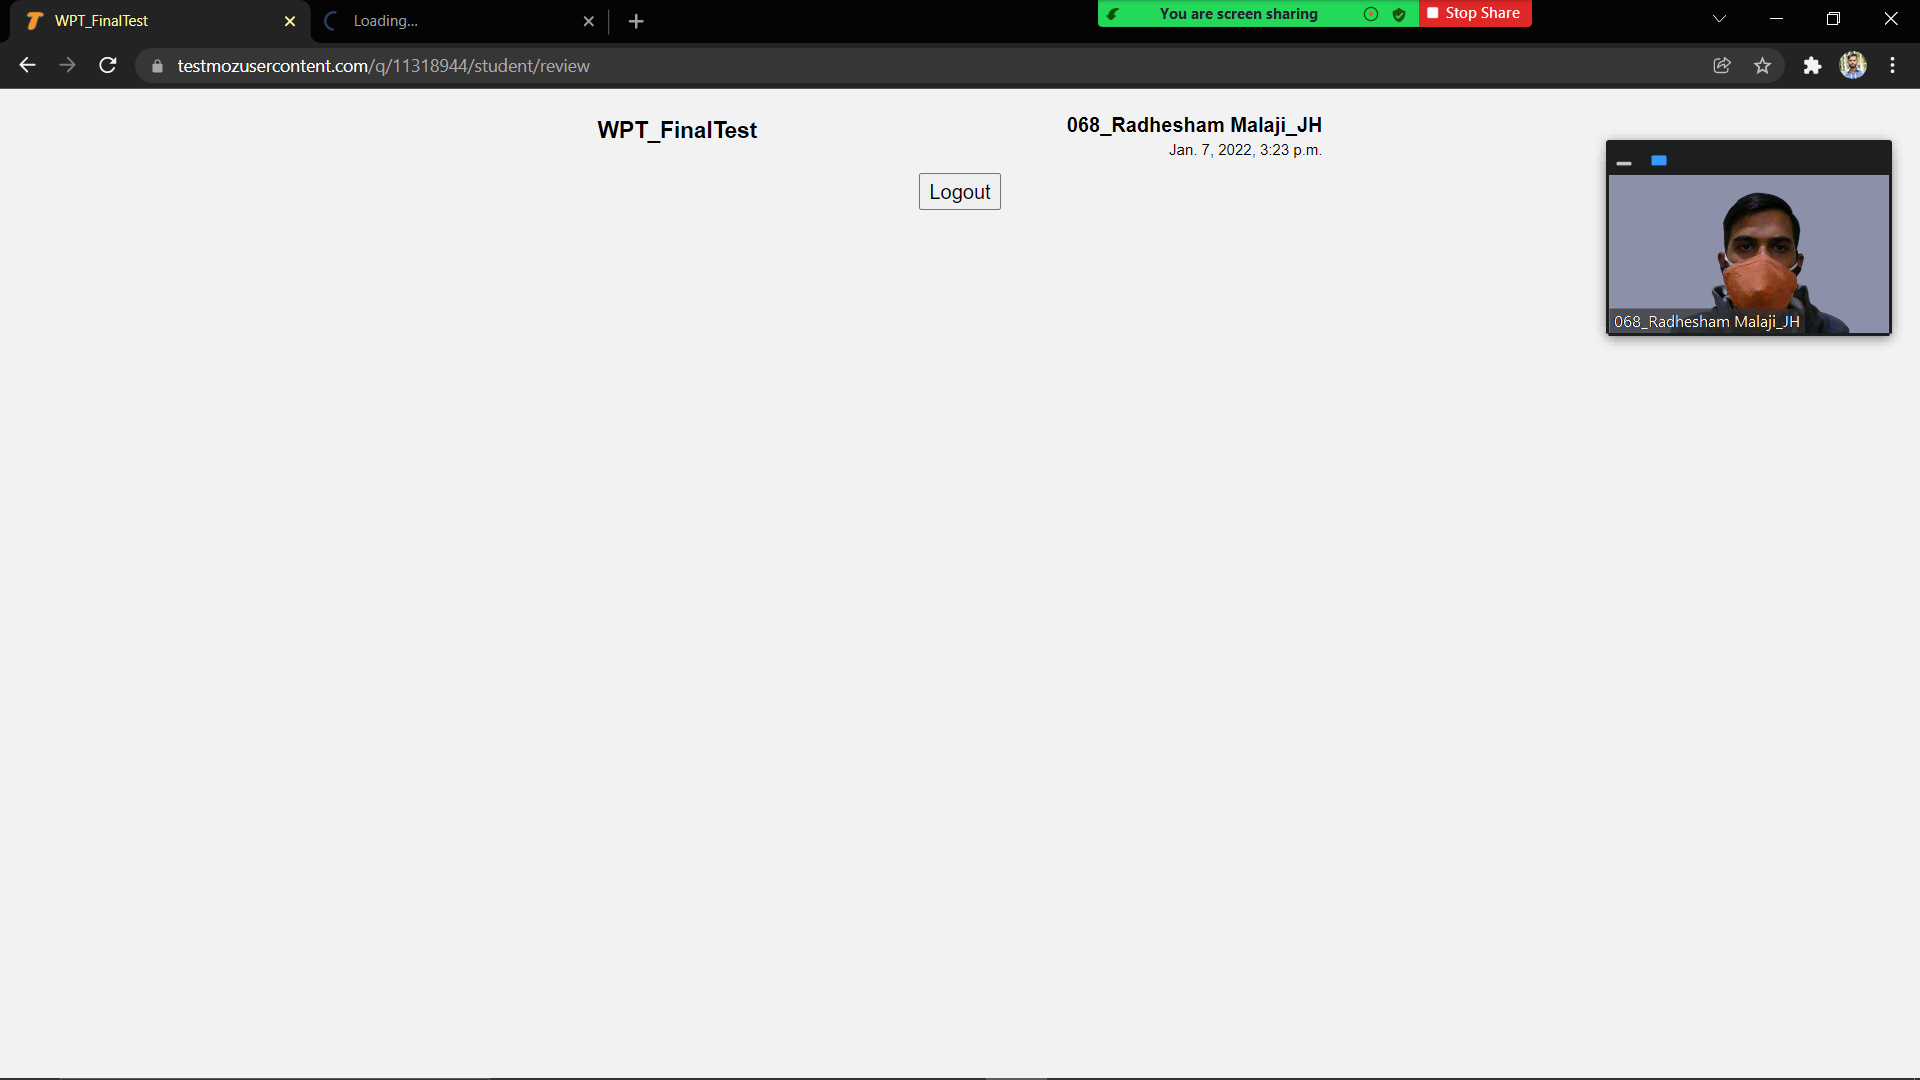 WPT_FinalTest
Loading...
You are screen sharing
Stop Share
testmozusercontent.com/q/11318944/student/review
WPT_FinalTest
068_Radhesham Malaji_JH
Jan. 7, 2022, 3:23 p.m.
Logout
068_Radhesham Malaji_JH